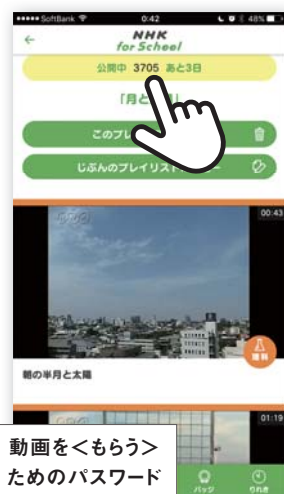 SoftBank 0:42 48%
NHK
for School
公開中 3705 あと3日
「月と
このプレ
じぶんのプレイリスト
NHK
00:43
理科
朝の半月と太陽
01:19
動画を<もらう>
ためのパスワード
バッジ りれき